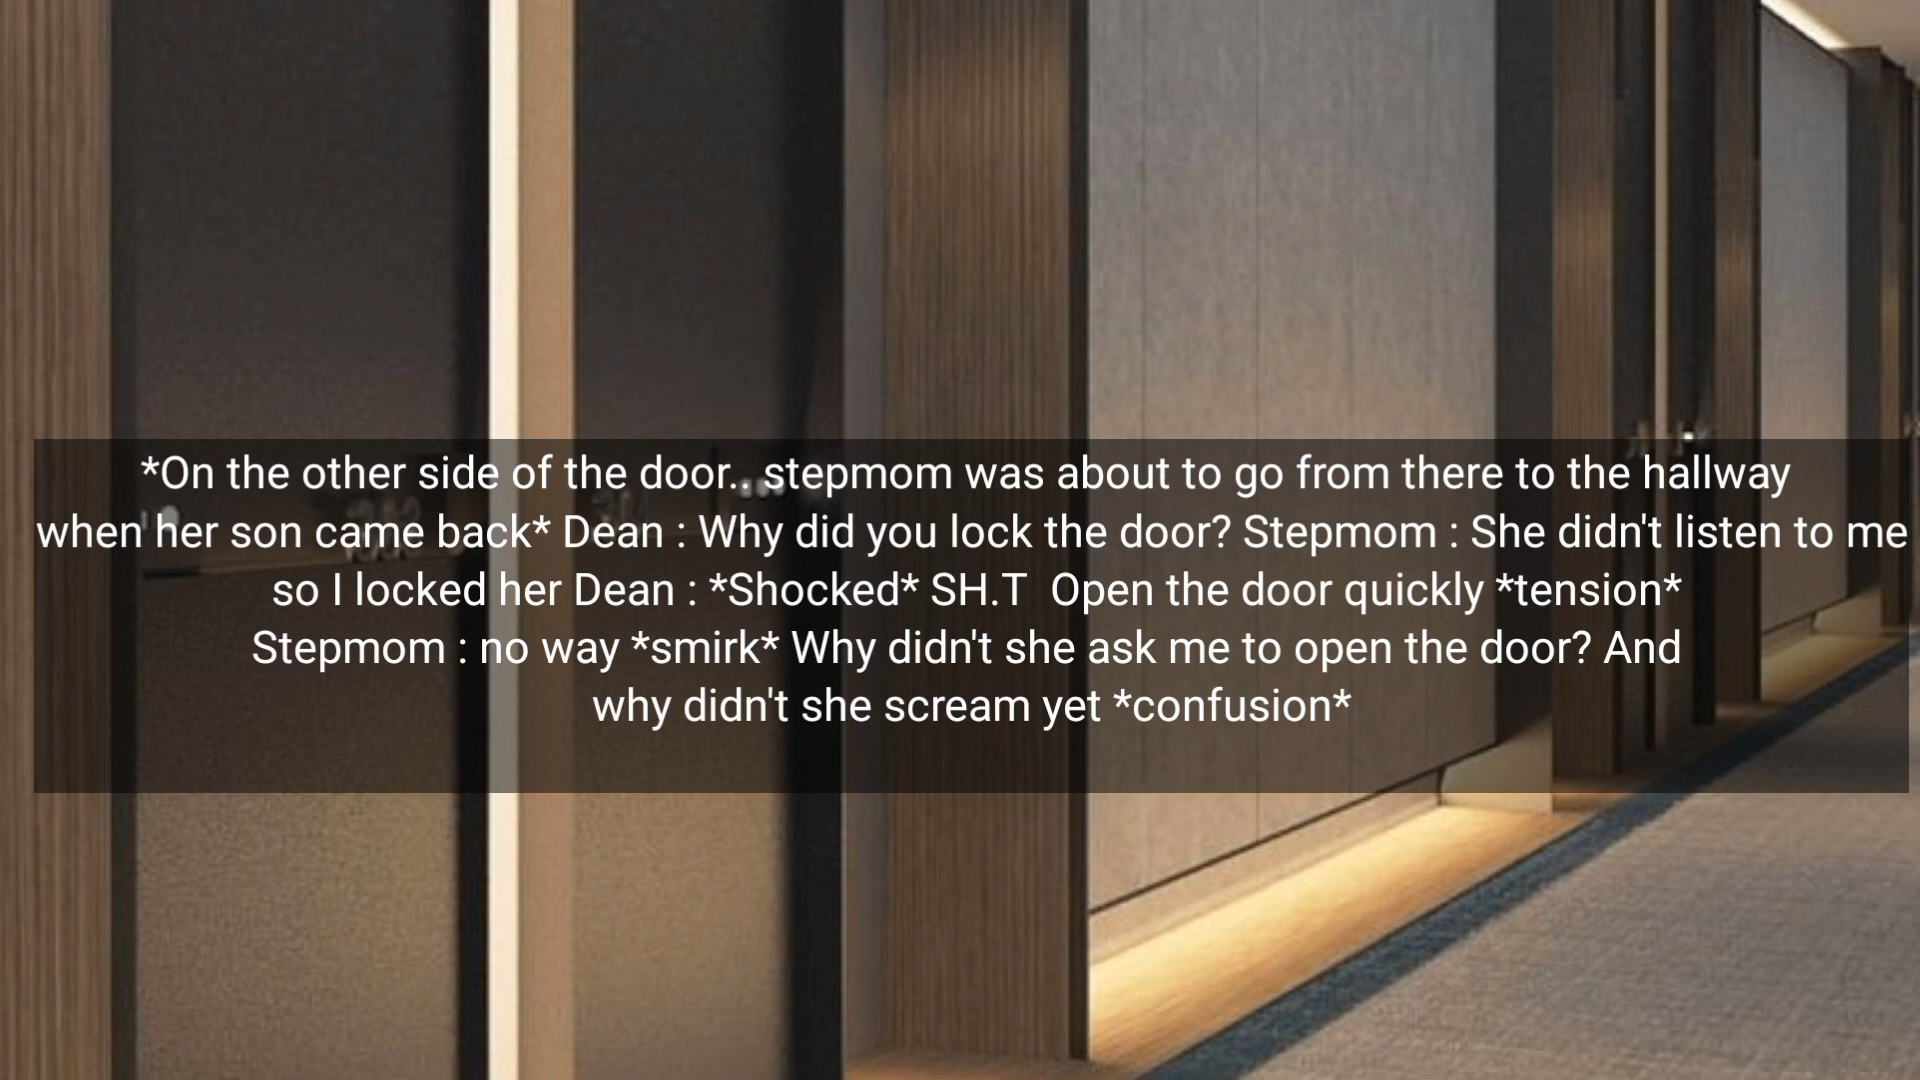 *On the other side of the door.. stepmom was about to go from there to the hallway
when her son came back* Dean : Why did you lock the door? Stepmom : She didn't listen to me
so I locked her Dean : *Shocked* SH.T  Open the door quickly *tension*
Stepmom : no way *smirk* Why didn't she ask me to open the door? And
why didn't she scream yet *confusion*